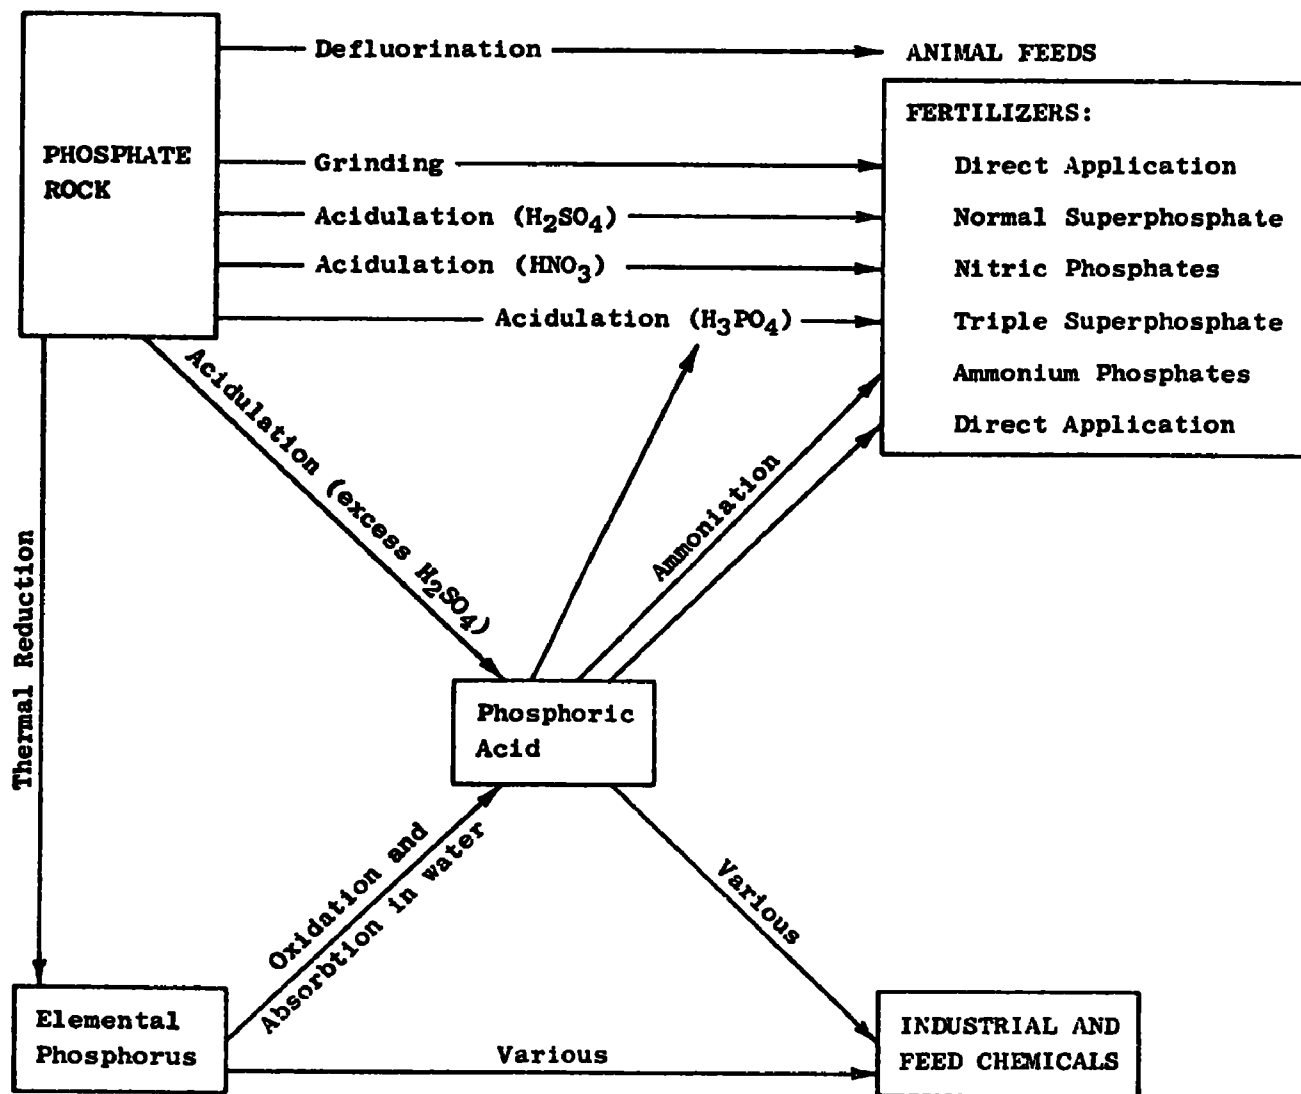 Defluorination
ANIMAL FEEDS
FERTILIZERS:
PHOSPHATE
ROCK
Grinding
Direct Application
Acidulation (H₂SO₄)
Normal Superphosphate
Acidulation (HNO₃)
Nitric Phosphates
Acidulation (H₃PO₄)
Triple Superphosphate
Ammonium Phosphates
Direct Application
Acidulation (excess H₂SO₄)
Ammoniation
Thermal Reduction
Phosphoric
Acid
Oxidation and
Absorbtion in water
Various
Elemental
Phosphorus
Various
INDUSTRIAL AND
FEED CHEMICALS